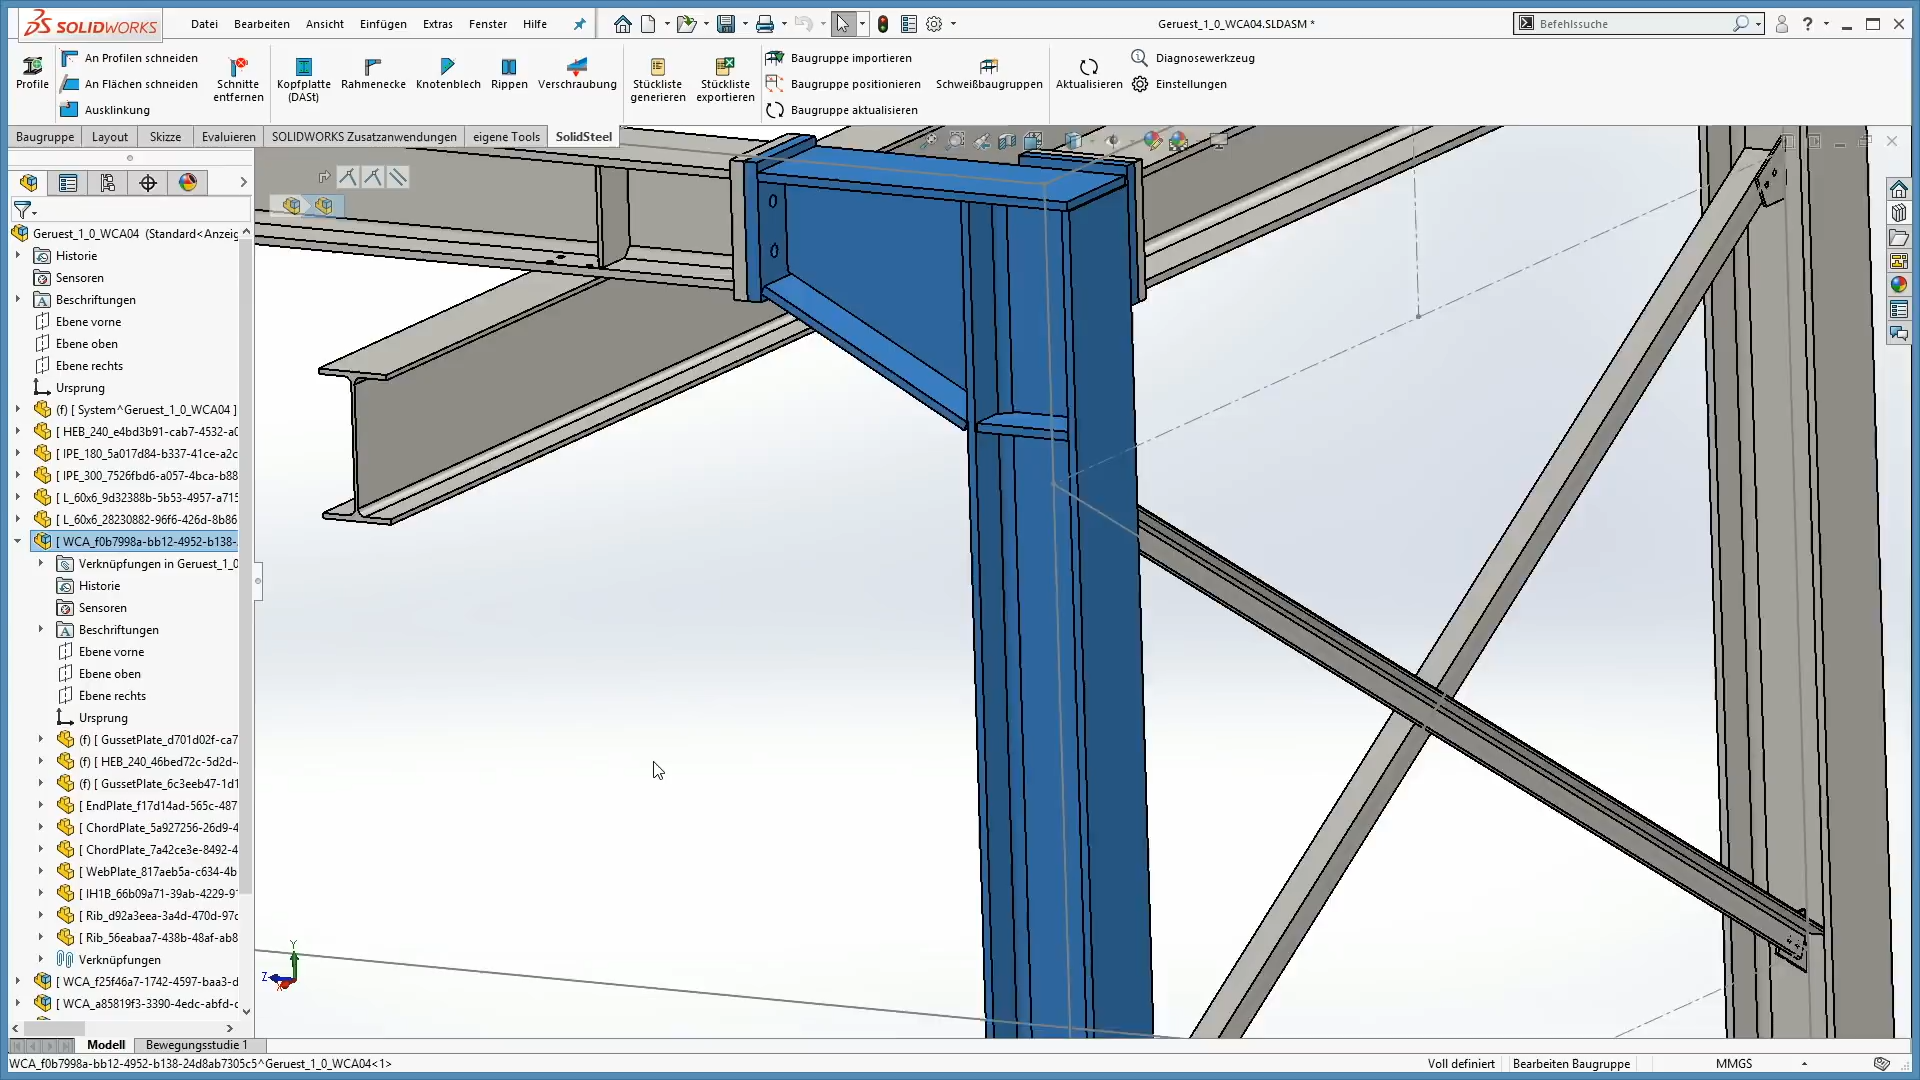 SOLIDWORKS
Datei
Bearbeiten
Ansicht
Einfügen
Extras
Fenster
Hilfe
Geruest_1_0_WCA04.SLDASM *
Befehlssuche
Profile
An Profilen schneiden
An Flächen schneiden
Ausklinkung
Schnitte
entfernen
Kopfplatte
(DASt)
Rahmenecke
Knotenblech
Rippen
Verschraubung
Stückliste
generieren
Stückliste
exportieren
Baugruppe importieren
Baugruppe positionieren
Baugruppe aktualisieren
Schweißbaugruppen
Aktualisieren
Diagnosewerkzeug
Einstellungen
Baugruppe
Layout
Skizze
Evaluieren
SOLIDWORKS Zusatzanwendungen
eigene Tools
SolidSteel
Geruest_1_0_WCA04 (Standard<Anzeig
Historie
Sensoren
Beschriftungen
Ebene vorne
Ebene oben
Ebene rechts
Ursprung
(f) [ System^Geruest_1_0_WCA04 ]
[ HEB_240_e4bd3b91-cab7-4532-a0
[ IPE_180_5a017d84-b337-41ce-a2c
[ IPE_300_7526fbd6-a057-4bca-b88
[ L_60x6_9d32388b-5b53-4957-a715
[ L_60x6_28230882-96f6-426d-8b86
[ WCA_f0b7998a-bb12-4952-b138-
Verknüpfungen in Geruest_1_0
Historie
Sensoren
Beschriftungen
Ebene vorne
Ebene oben
Ebene rechts
Ursprung
(f) [ GussetPlate_d701d02f-ca7
(f) [ HEB_240_46bed72c-5d2d-
(f) [ GussetPlate_6c3eeb47-1d1
[ EndPlate_f17d14ad-565c-487
[ ChordPlate_5a927256-26d9-4
[ ChordPlate_7a42ce3e-8492-4
[ WebPlate_817aeb5a-c634-4b
[ IH1B_66b09a71-39ab-4229-9
[ Rib_d92a3eea-3a4d-470d-97c
[ Rib_56eabaa7-438b-48af-ab8
Verknüpfungen
[ WCA_f25f46a7-1742-4597-baa3-d
[ WCA_a85819f3-3390-4edc-abfd-c
Y
Z
X
Modell
Bewegungsstudie 1
WCA_f0b7998a-bb12-4952-b138-24d8ab7305c5^Geruest_1_0_WCA04<1>
Voll definiert
Bearbeiten Baugruppe
MMGS